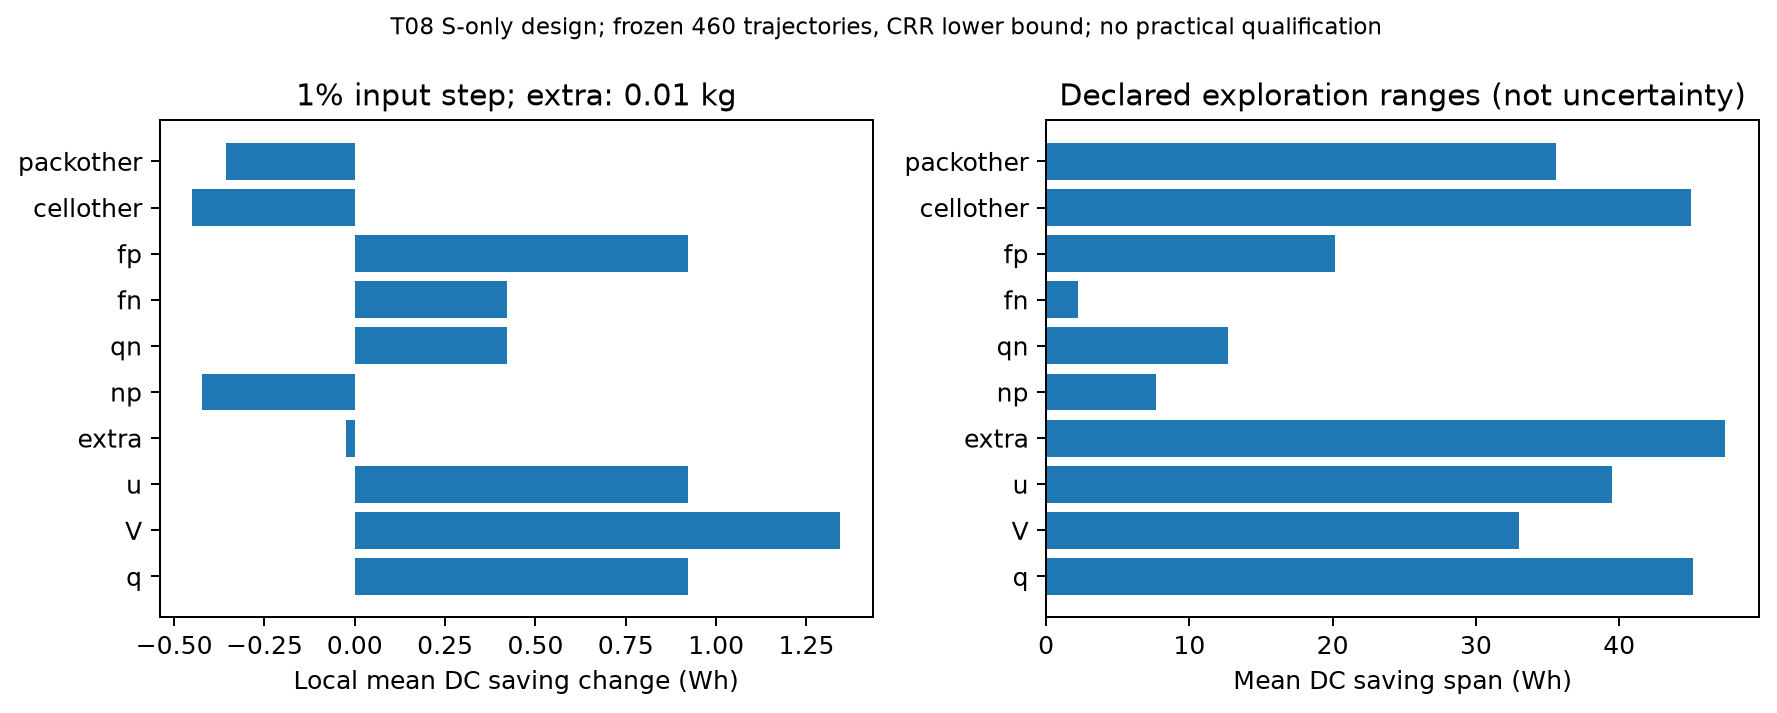 T08 S-only design; frozen 460 trajectories, CRR lower bound; no practical qualification
1% input step; extra: 0.01 kg
packother
cellother
fp
fn
qn
np
extra
u
V
q
−0.50 −0.25 0.00 0.25 0.50 0.75 1.00 1.25
Local mean DC saving change (Wh)
Declared exploration ranges (not uncertainty)
packother
cellother
fp
fn
qn
np
extra
u
V
q
0 10 20 30 40
Mean DC saving span (Wh)